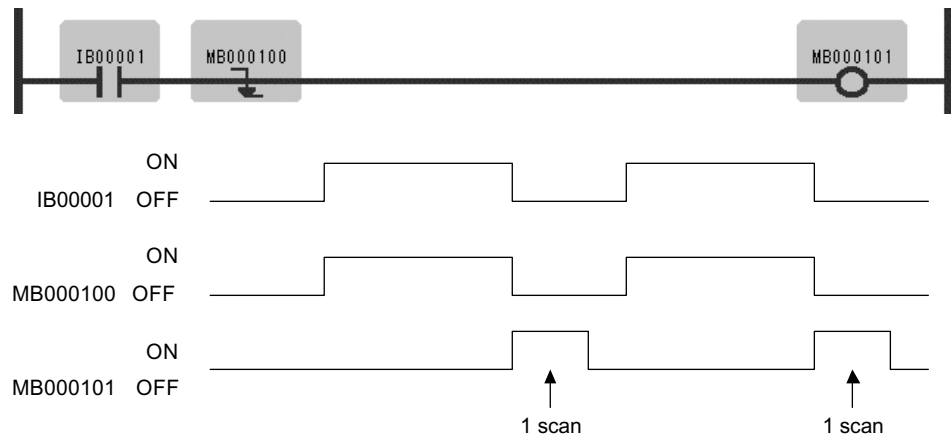 IB00001 MB000100 MB000101
ON
IB00001 OFF
ON
MB000100 OFF
ON
MB000101 OFF
1 scan 1 scan